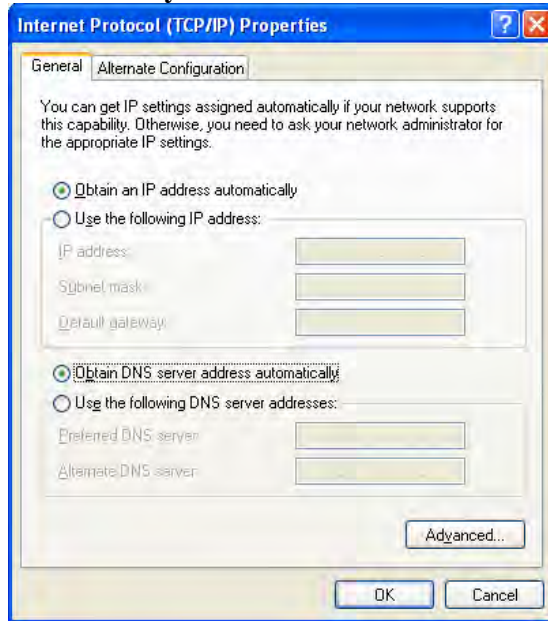 Internet Protocol (TCP/IP) Properties
General
Alternate Configuration
You can get IP settings assigned automatically if your network supports
this capability. Otherwise, you need to ask your network administrator for
the appropriate IP settings.
Obtain an IP address automatically
Use the following IP address:
IP address:
Subnet mask:
Default gateway:
Obtain DNS server address automatically
Use the following DNS server addresses:
Preferred DNS server:
Alternate DNS server:
Advanced...
OK
Cancel